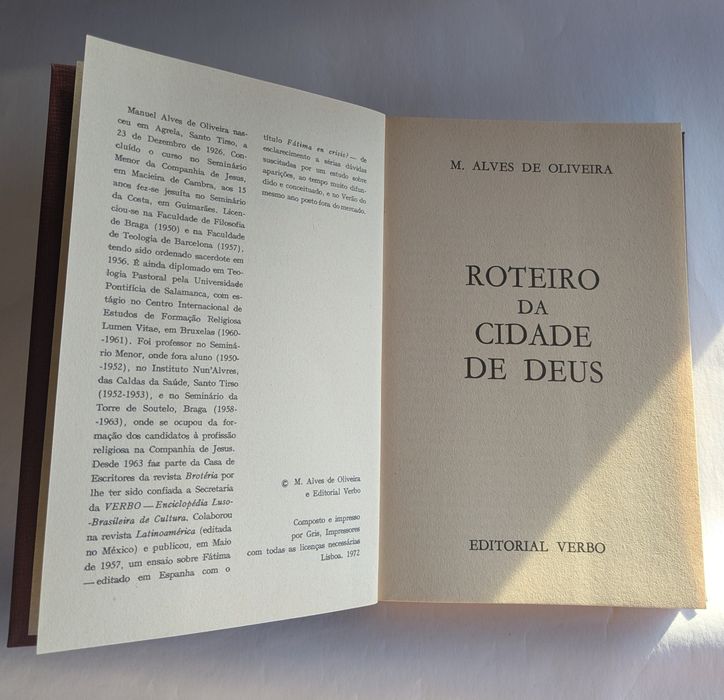 Manuel Alves de Oliveira nas-
ceu em Agrela, Santo Tirso, a
23 de Dezembro de 1926. Con-
cluído o curso no Seminário
Menor da Companhia de Jesus,
em Macieira de Cambra, aos 15
anos fez-se jesuíta no Seminário
da Costa, em Guimarães. Licen-
ciou-se na Faculdade de Filosofia
de Braga (1950) e na Faculdade
de Teologia de Barcelona (1957),
tendo sido ordenado sacerdote em
1956. É ainda diplomado em Teo-
logia Pastoral pela Universidade
Pontifícia de Salamanca, com es-
tágio no Centro Internacional de
Estudos de Formação Religiosa
Lumen Vitae, em Bruxelas (1960-
-1961). Foi professor no Seminá-
rio Menor, onde fora aluno (1950-
-1952), no Instituto Nun'Alvres,
das Caldas da Saúde, Santo Tirso
(1952-1953), e no Seminário da
Torre de Soutelo, Braga (1958-
-1963), onde se ocupou da for-
mação dos candidatos à profissão
religiosa na Companhia de Jesus.
Desde 1963 faz parte da Casa de
Escritores da revista Brotéria por
lhe ter sido confiada a Secretaria
da VERBO — Enciclopédia Luso-
-Brasileira de Cultura. Colaborou
na revista Latinoamérica (editada
no México) e publicou, em Maio
de 1957, um ensaio sobre Fátima
— editado em Espanha com o
título Fátima en crisis? — de
esclarecimento a sérias dúvidas
suscitadas por um estudo sobre
aparições, ao tempo muito difun-
dido e conceituado, e no Verão do
mesmo ano posto fora do mercado.
© M. Alves de Oliveira
e Editorial Verbo
Composto e impresso
por Gris, Impressores
com todas as licenças necessárias
Lisboa, 1972
M. ALVES DE OLIVEIRA
ROTEIRO
DA
CIDADE
DE DEUS
EDITORIAL VERBO